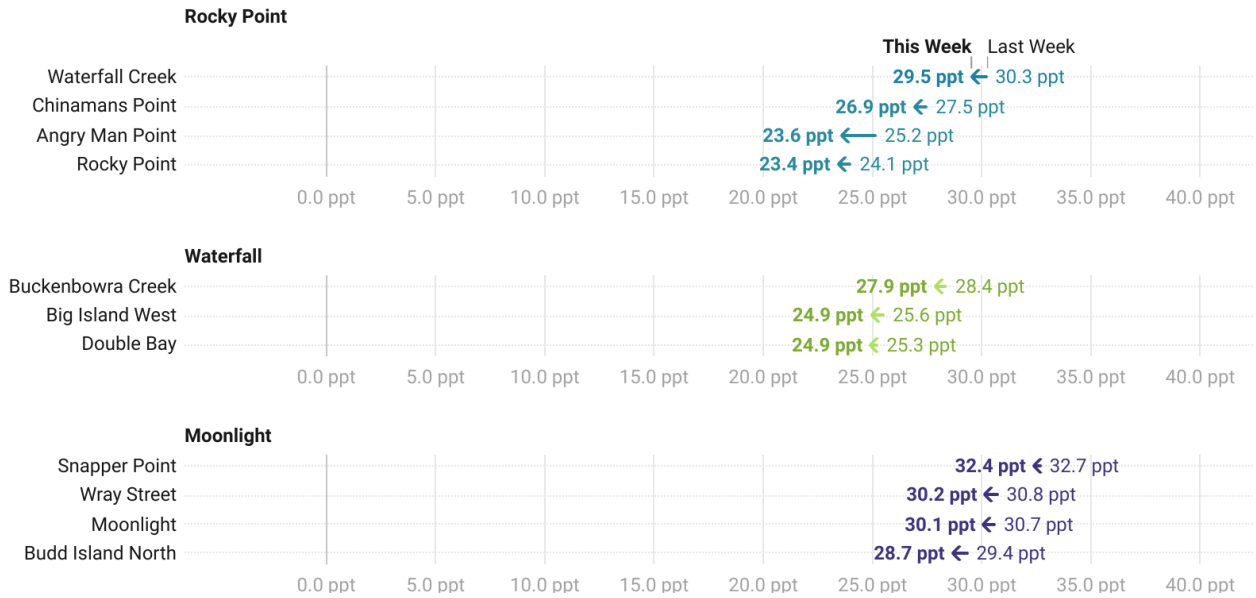 Rocky Point
This Week Last Week
Waterfall Creek 29.5 ppt 30.3 ppt
Chinamans Point 26.9 ppt 27.5 ppt
Angry Man Point 23.6 ppt 25.2 ppt
Rocky Point 23.4 ppt 24.1 ppt
0.0 ppt 5.0 ppt 10.0 ppt 15.0 ppt 20.0 ppt 25.0 ppt 30.0 ppt 35.0 ppt 40.0 ppt
Waterfall
Buckenbowra Creek 27.9 ppt 28.4 ppt
Big Island West 24.9 ppt 25.6 ppt
Double Bay 24.9 ppt 25.3 ppt
0.0 ppt 5.0 ppt 10.0 ppt 15.0 ppt 20.0 ppt 25.0 ppt 30.0 ppt 35.0 ppt 40.0 ppt
Moonlight
Snapper Point 32.4 ppt 32.7 ppt
Wray Street 30.2 ppt 30.8 ppt
Moonlight 30.1 ppt 30.7 ppt
Budd Island North 28.7 ppt 29.4 ppt
0.0 ppt 5.0 ppt 10.0 ppt 15.0 ppt 20.0 ppt 25.0 ppt 30.0 ppt 35.0 ppt 40.0 ppt